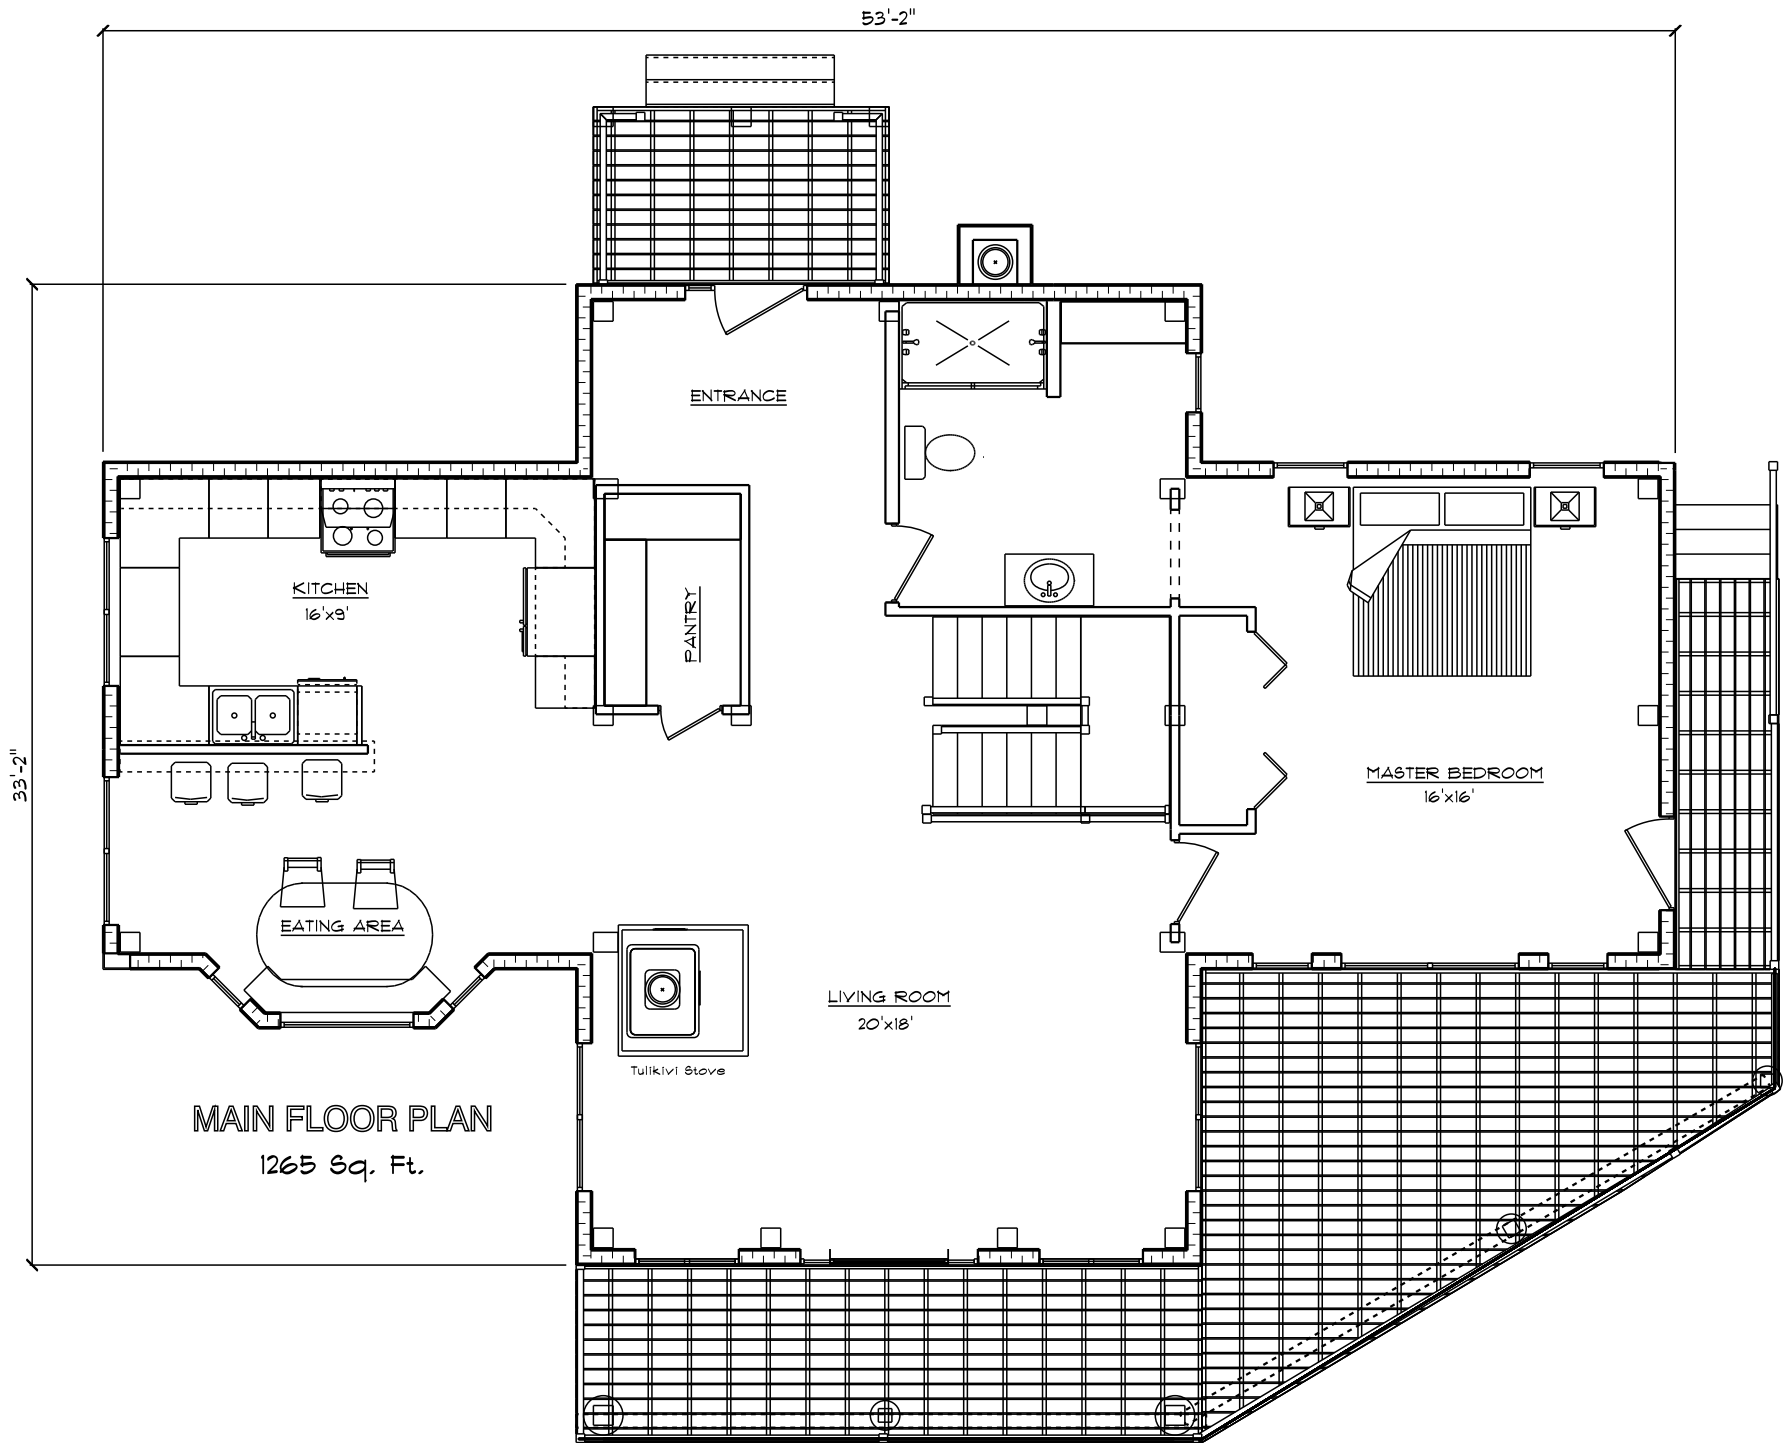 53'-2"
ENTRANCE
KITCHEN
16'x9'
PANTRY
33'-2"
MASTER BEDROOM
16'x16'
EATING AREA
LIVING ROOM
20'x18'
Tulikivi Stove
MAIN FLOOR PLAN
1265 Sq. Ft.